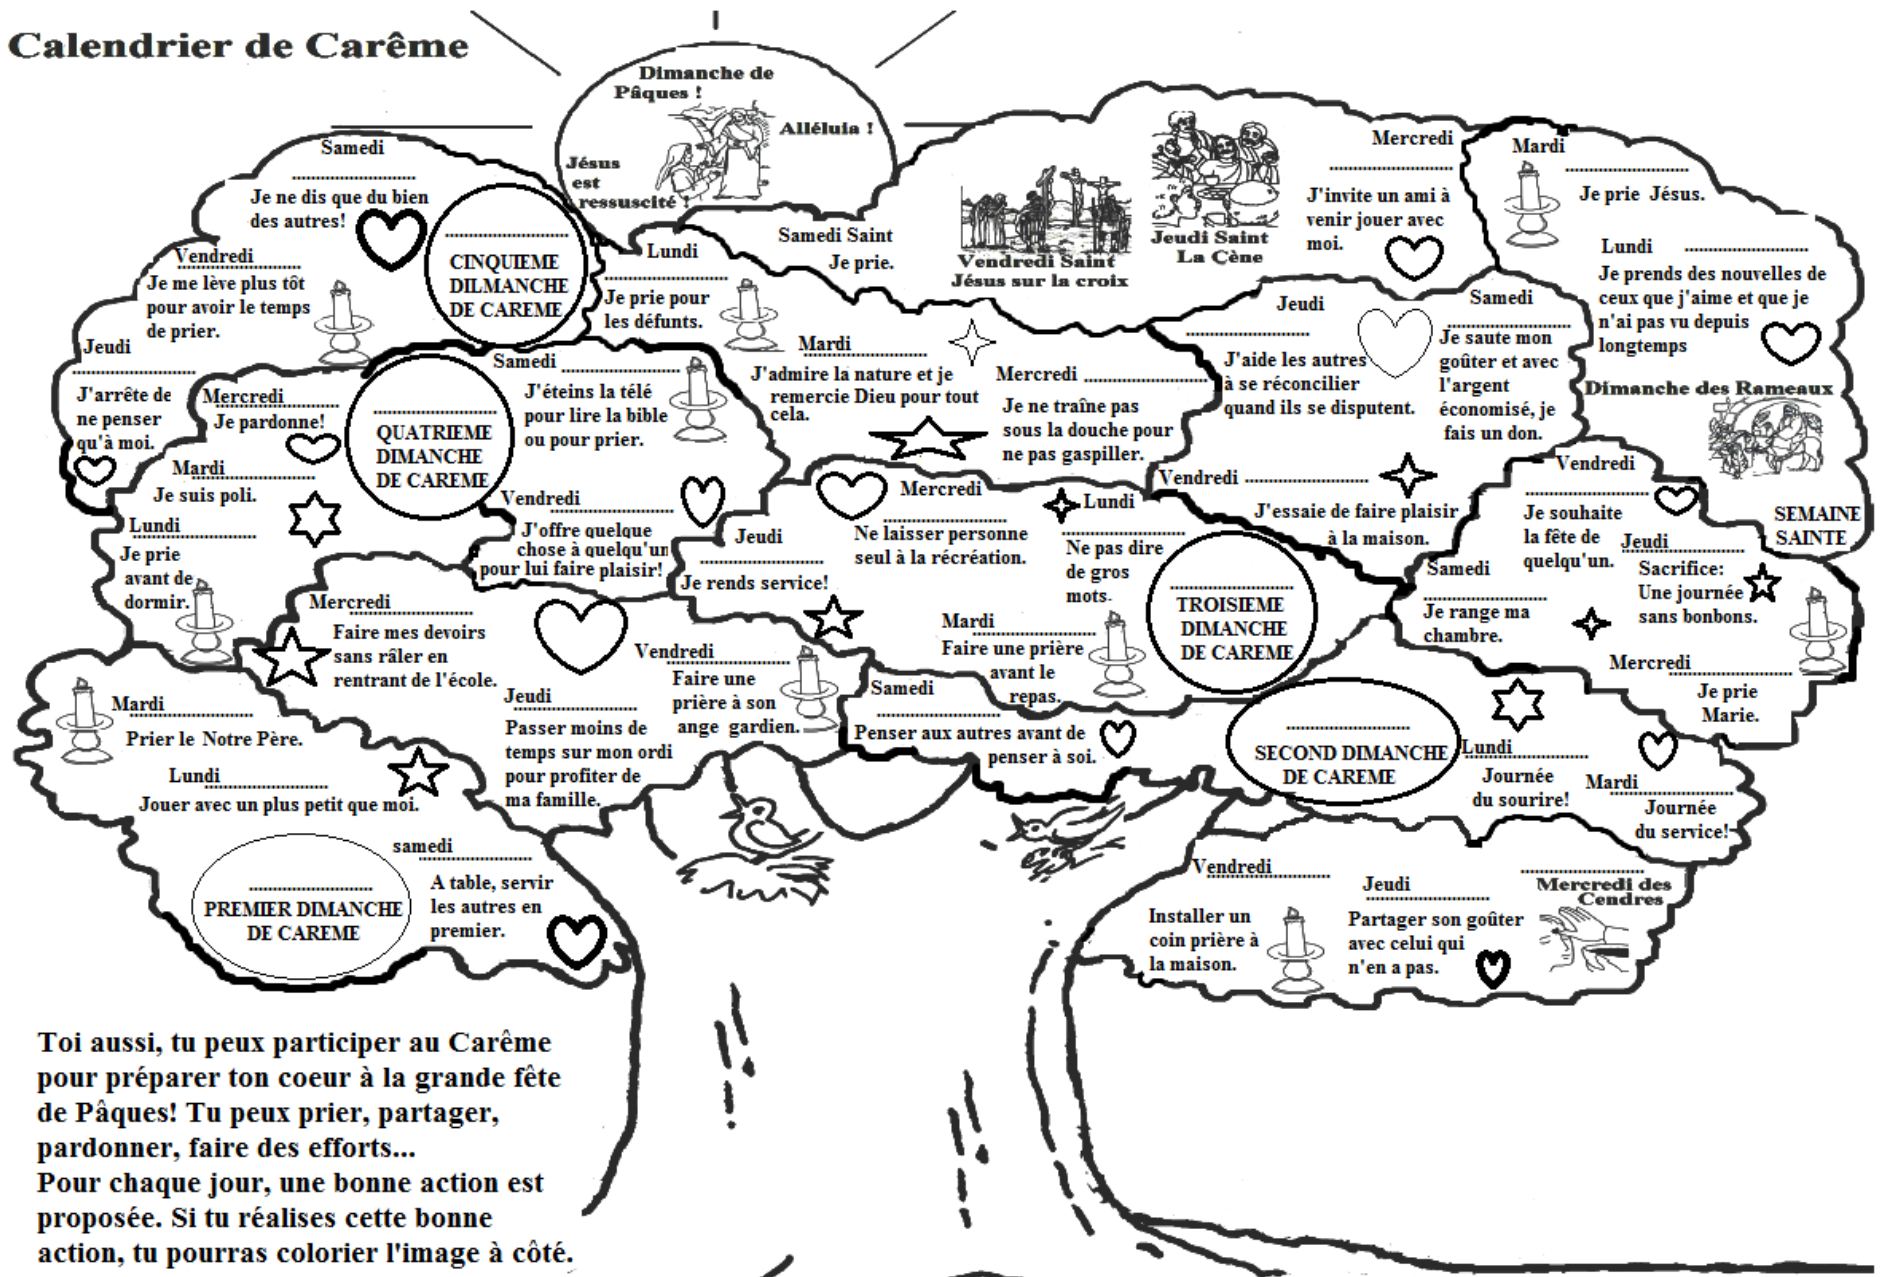 Calendrier de Carême
Dimanche de
Pâques !
Alléluia !
Jésus
est
ressuscité !
Samedi
Je ne dis que du bien
des autres!
Vendredi
Je me lève plus tôt
pour avoir le temps
de prier.
Jeudi
J'arrête de
ne penser
qu'à moi.
CINQUIEME
DILMANCHE
DE CAREME
Lundi
Je prie pour
les défunts.
Samedi Saint
Je prie.
Vendredi Saint
Jésus sur la croix
Jeudi Saint
La Cène
Mercredi
J'invite un ami à
venir jouer avec
moi.
Mardi
Je prie Jésus.
Lundi
Je prends des nouvelles de
ceux que j'aime et que je
n'ai pas vu depuis
longtemps
Dimanche des Rameaux
SEMAINE
SAINTE
Mardi
J'admire la nature et je
remercie Dieu pour tout
cela.
Mercredi
Je ne traîne pas
sous la douche pour
ne pas gaspiller.
Jeudi
J'aide les autres
à se réconcilier
quand ils se disputent.
Samedi
Je saute mon
goûter et avec
l'argent
économisé, je
fais un don.
Vendredi
J'essaie de faire plaisir
à la maison.
Mercredi
Je pardonne!
Mardi
Je suis poli.
Lundi
Je prie
avant de
dormir.
QUATRIEME
DIMANCHE
DE CAREME
Samedi
J'éteins la télé
pour lire la bible
ou pour prier.
Vendredi
J'offre quelque
chose à quelqu'un
pour lui faire plaisir!
Jeudi
Je rends service!
Mercredi
Ne laisser personne
seul à la récréation.
Lundi
Ne pas dire
de gros
mots.
Mardi
Faire une prière
avant le
repas.
TROISIEME
DIMANCHE
DE CAREME
Vendredi
Je souhaite
la fête de
quelqu'un.
Jeudi
Sacrifice:
Une journée
sans bonbons.
Samedi
Je range ma
chambre.
Mercredi
Je prie
Marie.
Mercredi
Faire mes devoirs
sans râler en
rentrant de l'école.
Jeudi
Passer moins de
temps sur mon ordi
pour profiter de
ma famille.
Vendredi
Faire une
prière à son
ange gardien.
Samedi
Penser aux autres avant de
penser à soi.
SECOND DIMANCHE
DE CAREME
Lundi
Journée
du sourire!
Mardi
Journée
du service!
Mardi
Prier le Notre Père.
Lundi
Jouer avec un plus petit que moi.
PREMIER DIMANCHE
DE CAREME
samedi
A table, servir
les autres en
premier.
Vendredi
Installer un
coin prière à
la maison.
Jeudi
Partager son goûter
avec celui qui
n'en a pas.
Mercredi des
Cendres
Toi aussi, tu peux participer au Carême
pour préparer ton coeur à la grande fête
de Pâques! Tu peux prier, partager,
pardonner, faire des efforts...
Pour chaque jour, une bonne action est
proposée. Si tu réalises cette bonne
action, tu pourras colorier l'image à côté.